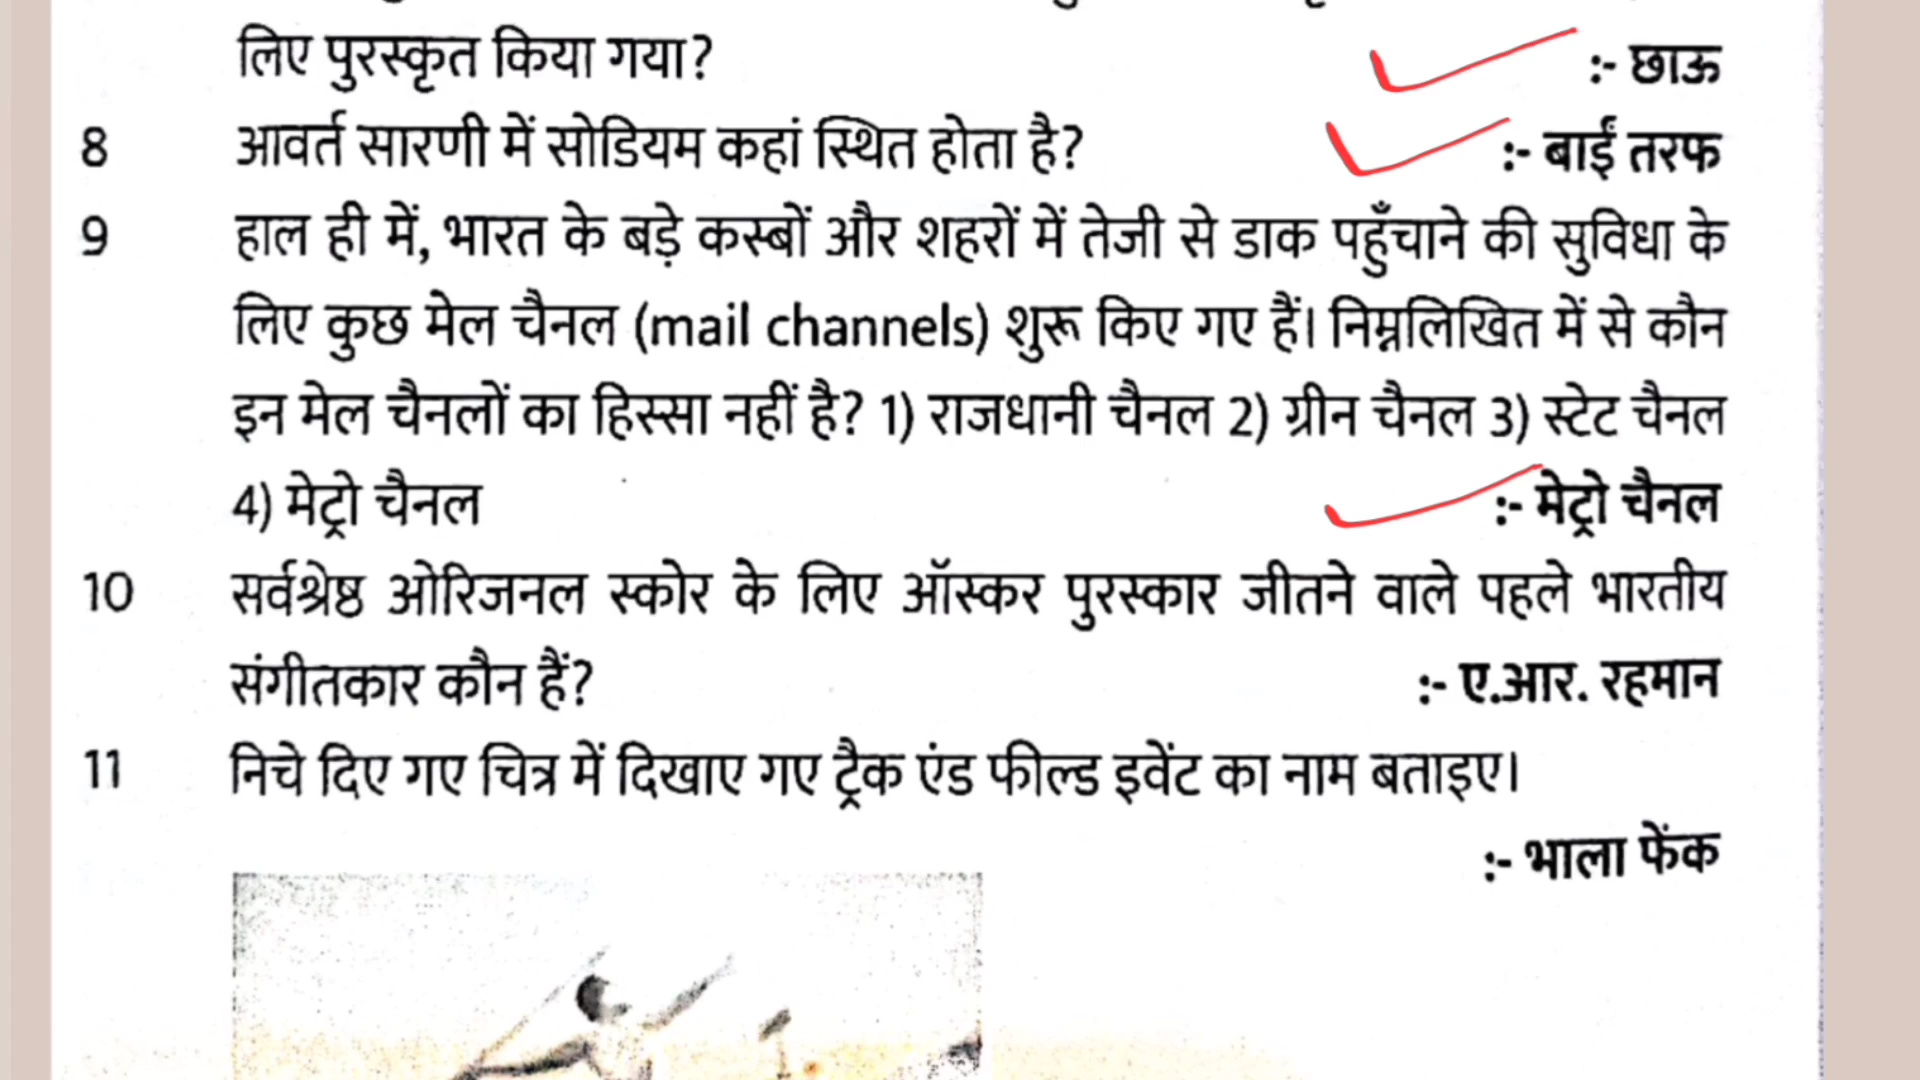 लिए पुरस्कृत किया गया? :- छाऊ
8 आवर्त सारणी में सोडियम कहां स्थित होता है? :- बाईं तरफ
9 हाल ही में, भारत के बड़े कस्बों और शहरों में तेजी से डाक पहुँचाने की सुविधा के
लिए कुछ मेल चैनल (mail channels) शुरू किए गए हैं। निम्नलिखित में से कौन
इन मेल चैनलों का हिस्सा नहीं है? 1) राजधानी चैनल 2) ग्रीन चैनल 3) स्टेट चैनल
4) मेट्रो चैनल :- मेट्रो चैनल
10 सर्वश्रेष्ठ ओरिजनल स्कोर के लिए ऑस्कर पुरस्कार जीतने वाले पहले भारतीय
संगीतकार कौन हैं? :- ए.आर. रहमान
11 निचे दिए गए चित्र में दिखाए गए ट्रैक एंड फील्ड इवेंट का नाम बताइए।
:- भाला फेंक